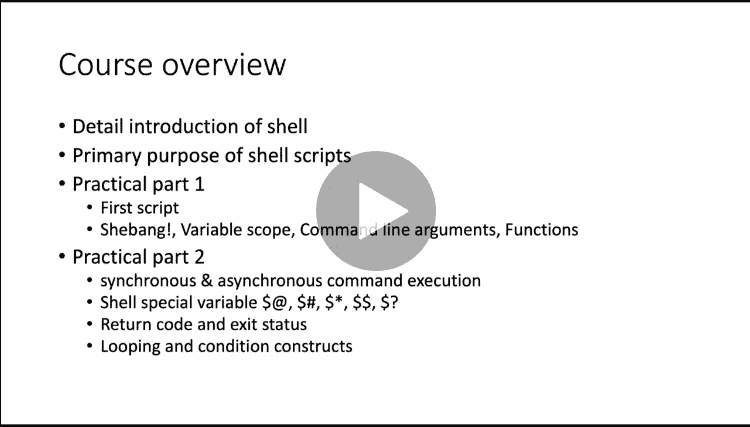 Course overview
• Detail introduction of shell
• Primary purpose of shell scripts
• Practical part 1
• First script
• Shebang!, Variable scope, Command line arguments, Functions
• Practical part 2
• synchronous & asynchronous command execution
• Shell special variable $@, $#, $*, $$, $?
• Return code and exit status
• Looping and condition constructs